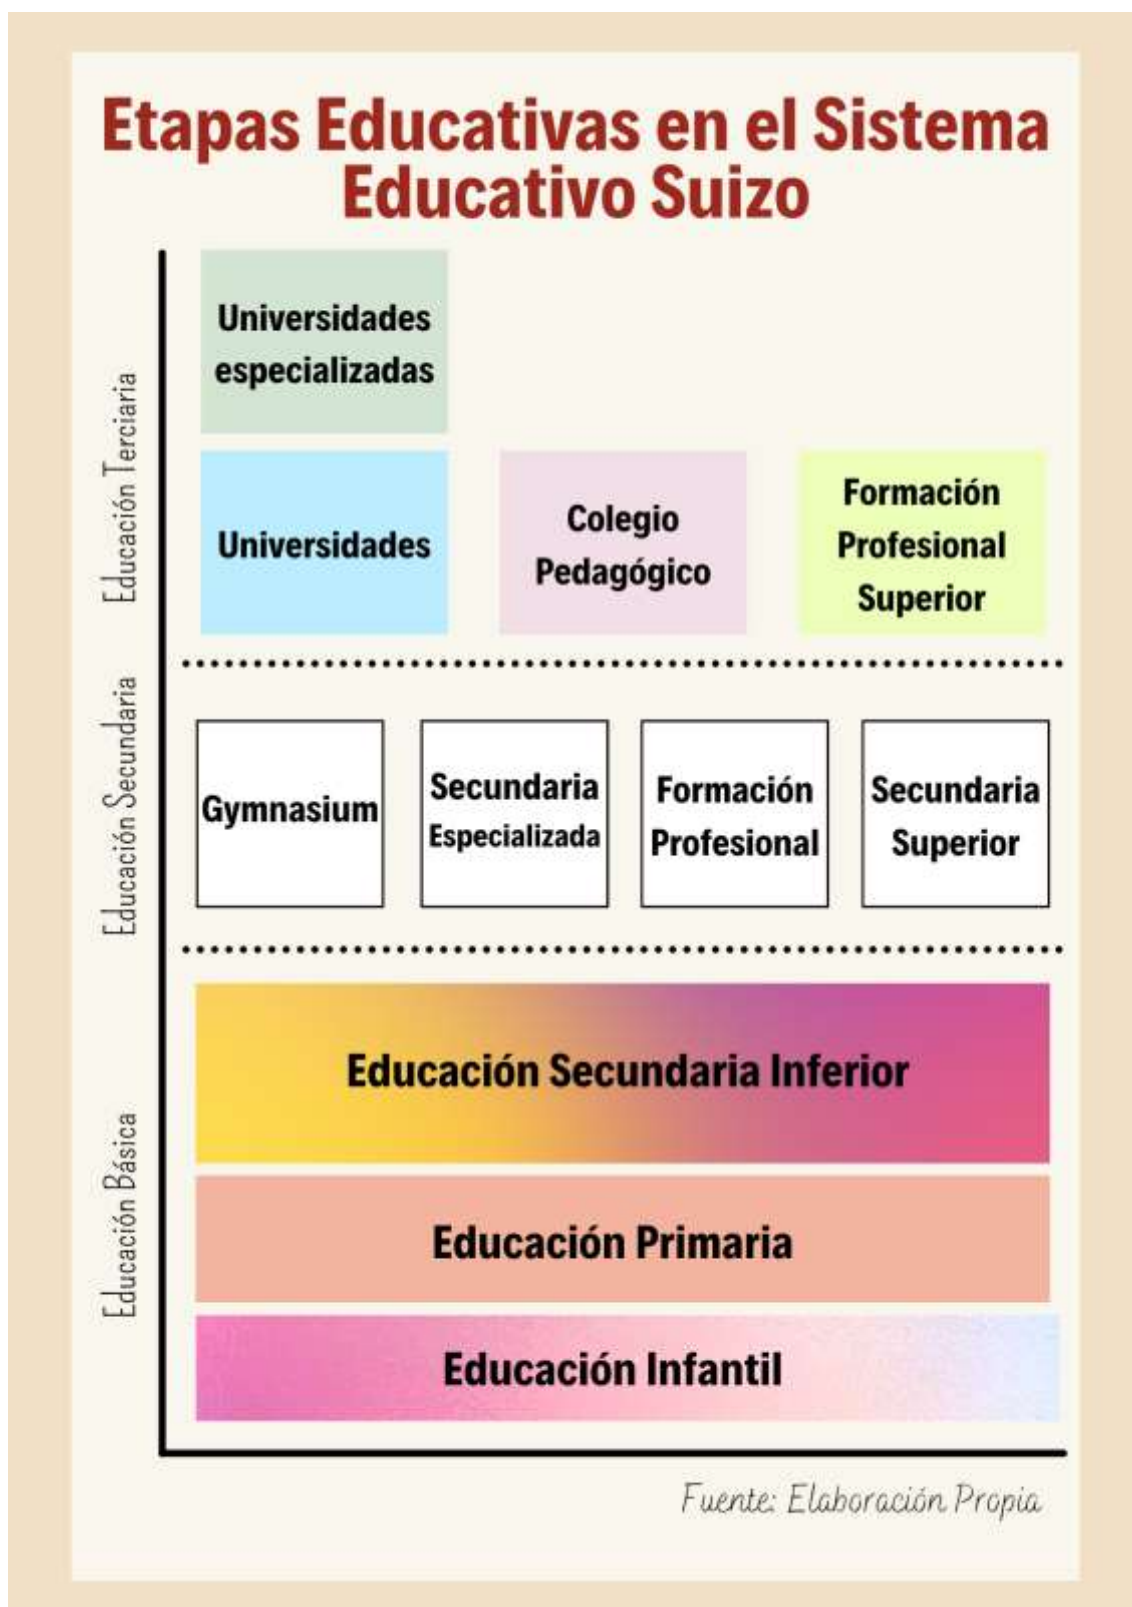 Etapas Educativas en el Sistema
Educativo Suizo
Educación Terciaria
Universidades
especializadas
Universidades
Colegio
Pedagógico
Formación
Profesional
Superior
Educación Secundaria
Gymnasium
Secundaria
Especializada
Formación
Profesional
Secundaria
Superior
Educación Básica
Educación Secundaria Inferior
Educación Primaria
Educación Infantil
Fuente: Elaboración Propia